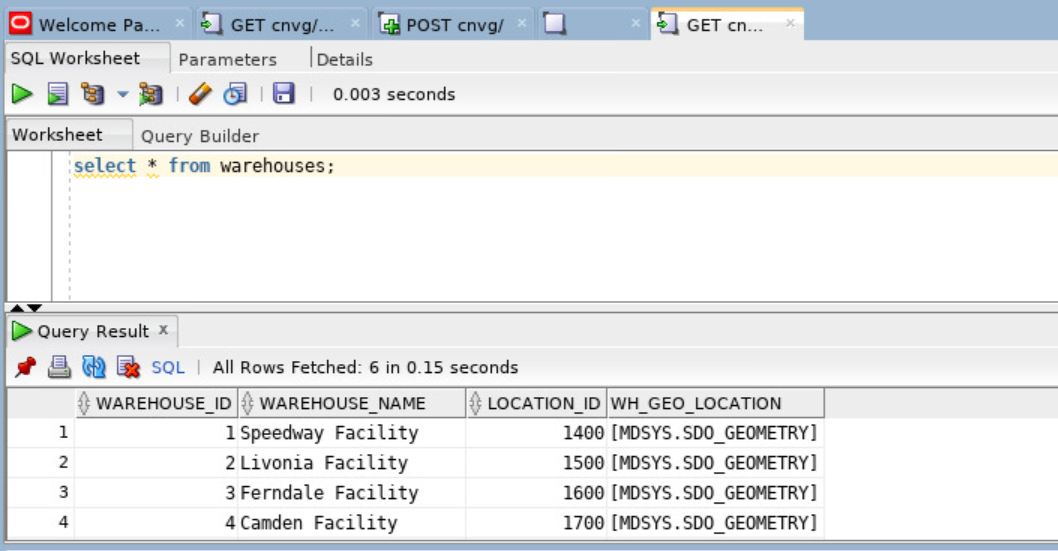 Welcome Pa... GET cnvg/... POST cnvg/ GET cn...
SQL Worksheet Parameters Details
0.003 seconds
Worksheet Query Builder
select * from warehouses;
Query Result
SQL All Rows Fetched: 6 in 0.15 seconds
WAREHOUSE_ID WAREHOUSE_NAME LOCATION_ID WH_GEO_LOCATION
1 1 Speedway Facility 1400 [MDSYS.SDO_GEOMETRY]
2 2 Livonia Facility 1500 [MDSYS.SDO_GEOMETRY]
3 3 Ferndale Facility 1600 [MDSYS.SDO_GEOMETRY]
4 4 Camden Facility 1700 [MDSYS.SDO_GEOMETRY]